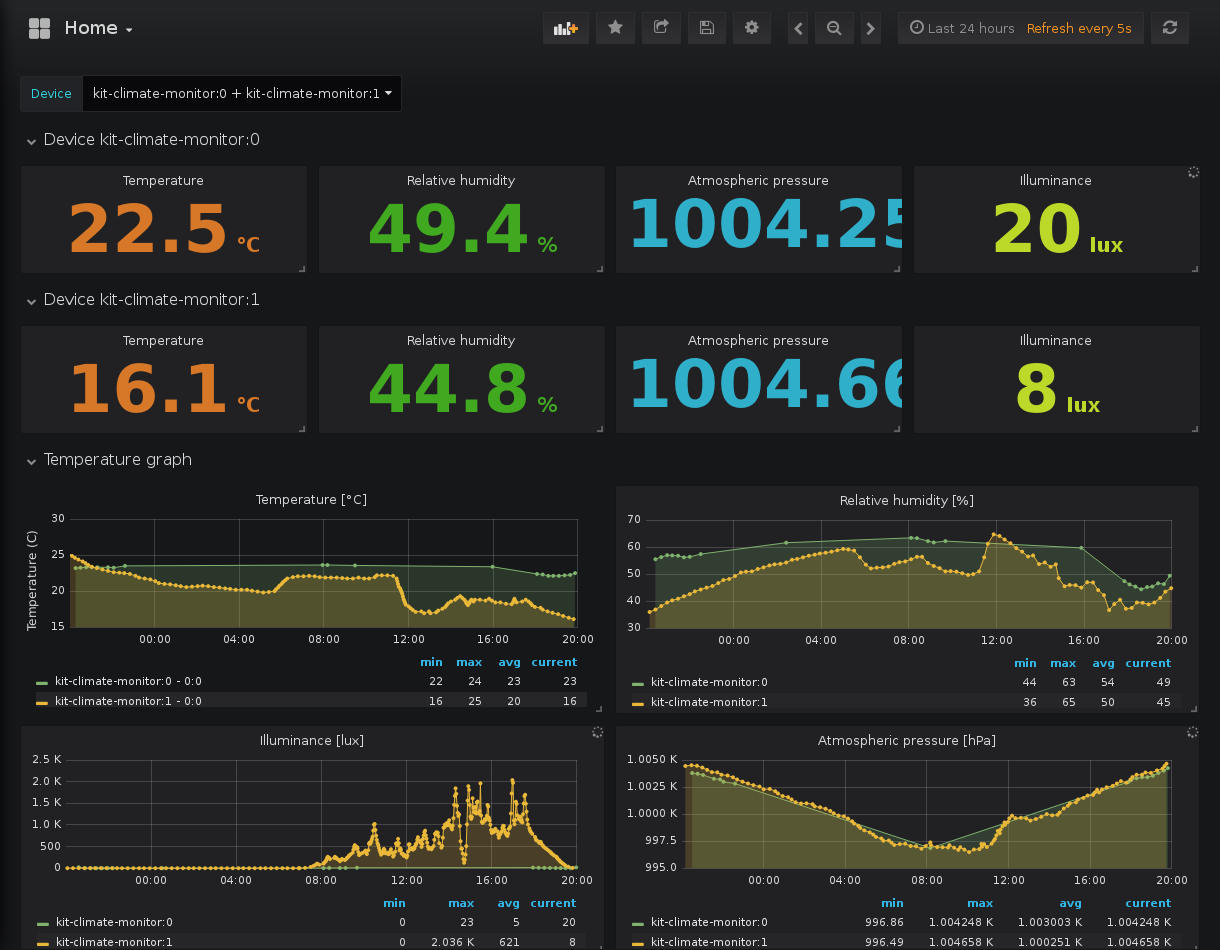 Home
Last 24 hours Refresh every 5s
Device kit-climate-monitor:0 + kit-climate-monitor:1
Device kit-climate-monitor:0
Temperature Relative humidity Atmospheric pressure Illuminance
22.5 °C 49.4 % 1004.25 20 lux
Device kit-climate-monitor:1
Temperature Relative humidity Atmospheric pressure Illuminance
16.1 °C 44.8 % 1004.66 8 lux
Temperature graph
Temperature [°C]
Temperature (C)
30
25
20
15
00:00 04:00 08:00 12:00 16:00 20:00
min max avg current
kit-climate-monitor:0 - 0:0 22 24 23 23
kit-climate-monitor:1 - 0:0 16 25 20 16
Relative humidity [%]
70
60
50
40
30
00:00 04:00 08:00 12:00 16:00 20:00
min max avg current
kit-climate-monitor:0 44 63 54 49
kit-climate-monitor:1 36 65 50 45
Illuminance [lux]
2.5 K
2.0 K
1.5 K
1.0 K
500
0
00:00 04:00 08:00 12:00 16:00 20:00
min max avg current
kit-climate-monitor:0 0 23 5 20
kit-climate-monitor:1 0 2.036 K 621 8
Atmospheric pressure [hPa]
1.0050 K
1.0025 K
1.0000 K
997.5
995.0
00:00 04:00 08:00 12:00 16:00 20:00
min max avg current
kit-climate-monitor:0 996.86 1.004248 K 1.003003 K 1.004248 K
kit-climate-monitor:1 996.49 1.004658 K 1.000251 K 1.004658 K